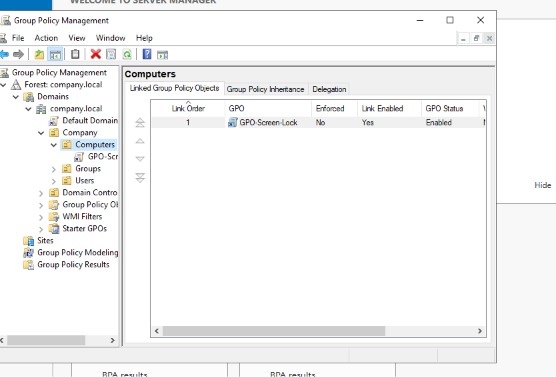 WELCOME TO SERVER MANAGER
Group Policy Management
File Action View Window Help
Group Policy Management
Forest: company.local
Domains
company.local
Default Domain
Company
Computers
GPO-Scr
Groups
Users
Domain Contro
Group Policy Ob
WMI Filters
Starter GPOs
Sites
Group Policy Modeling
Group Policy Results
Computers
Linked Group Policy Objects Group Policy Inheritance Delegation
Link Order GPO Enforced Link Enabled GPO Status
1 GPO-Screen-Lock No Yes Enabled
Hide
BPA results BPA results